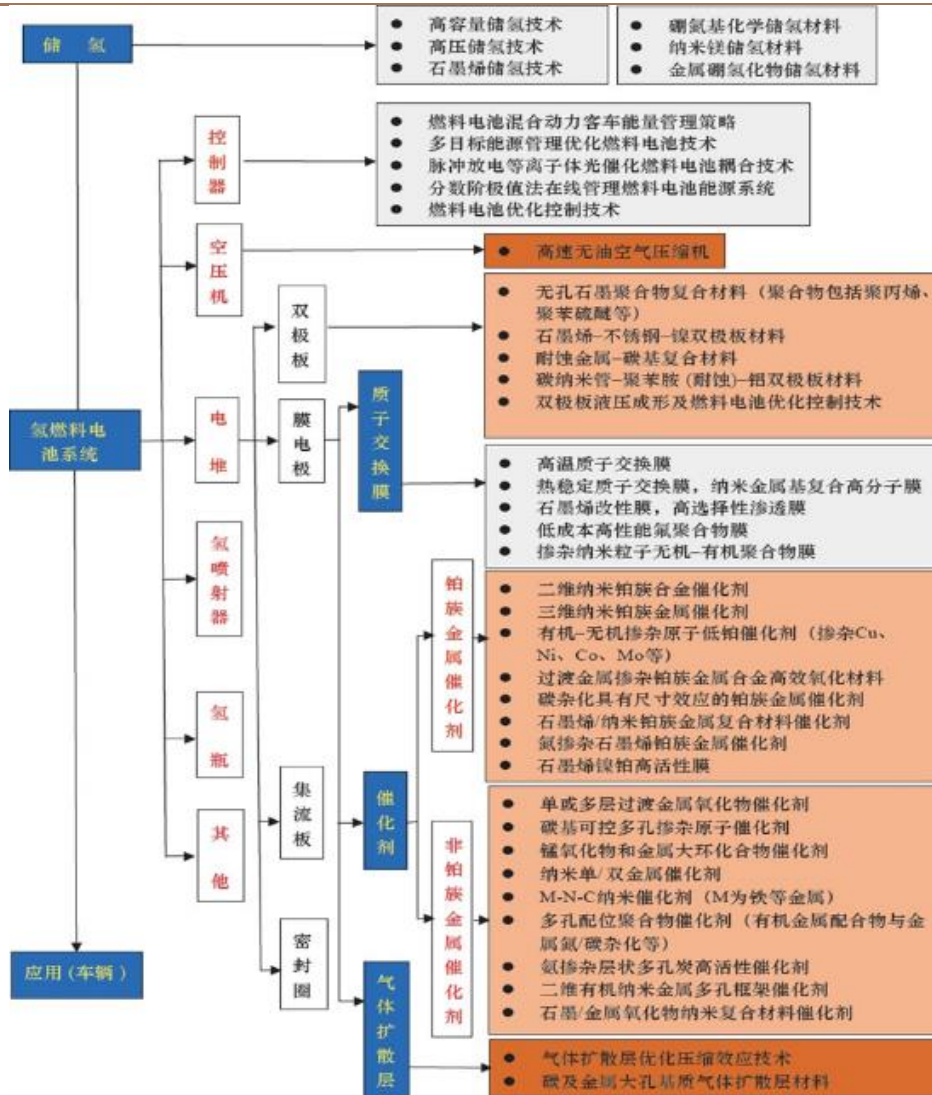 储 氢
● 高容量储氢技术
● 高压储氢技术
● 石墨烯储氢技术
● 硼氮基化学储氢材料
● 纳米镁储氢材料
● 金属硼氢化物储氢材料
控制器
● 燃料电池混合动力客车能量管理策略
● 多目标能源管理优化燃料电池技术
● 脉冲放电等离子体光催化燃料电池耦合技术
● 分数阶极值法在线管理燃料电池能源系统
● 燃料电池优化控制技术
空压机
● 高速无油空气压缩机
双极板
● 无孔石墨聚合物复合材料（聚合物包括聚丙烯、
聚苯硫醚等）
● 石墨烯–不锈钢–镍双极板材料
● 耐蚀金属–碳基复合材料
● 碳纳米管–聚苯胺(耐蚀)–铝双极板材料
● 双极板液压成形及燃料电池优化控制技术
氢燃料电
池系统
电堆
膜电极
质子交换膜
● 高温质子交换膜
● 热稳定质子交换膜，纳米金属基复合高分子膜
● 石墨烯改性膜，高选择性渗透膜
● 低成本高性能氟聚合物膜
● 掺杂纳米粒子无机–有机聚合物膜
氢喷射器
铂族金属催化剂
● 二维纳米铂族合金催化剂
● 三维纳米铂族金属催化剂
● 有机–无机掺杂原子低铂催化剂（掺杂Cu、
Ni、Co、Mo等）
● 过渡金属掺杂铂族金属合金高效氧化材料
● 碳杂化具有尺寸效应的铂族金属催化剂
● 石墨烯/纳米铂族金属复合材料催化剂
● 氮掺杂石墨烯铂族金属催化剂
● 石墨烯镍铂高活性膜
氢瓶
集流板
催化剂
其他
非铂族金属催化剂
● 单或多层过渡金属氧化物催化剂
● 碳基可控多孔掺杂原子催化剂
● 锰氧化物和金属大环化合物催化剂
● 纳米单/双金属催化剂
● M-N-C纳米催化剂（M为铁等金属）
● 多孔配位聚合物催化剂（有机金属配合物与金
属氮/碳杂化等）
● 氮掺杂层状多孔炭高活性催化剂
● 二维有机纳米金属多孔框架催化剂
● 石墨/金属氧化物纳米复合材料催化剂
应用(车辆)
密封圈
气体扩散层
● 气体扩散层优化压缩效应技术
● 碳及金属大孔基质气体扩散层材料